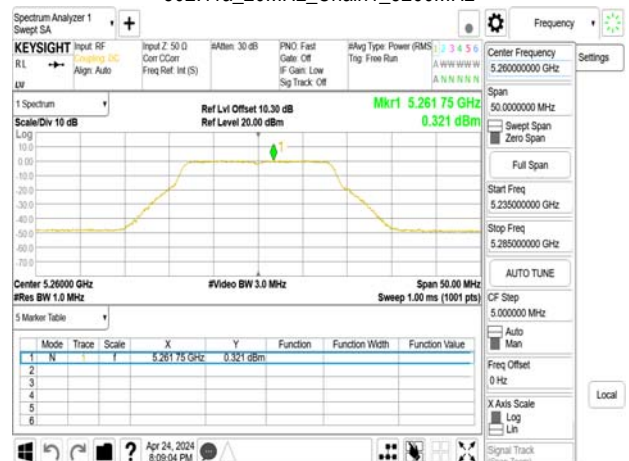 Spectrum Analyzer 1
Swept SA
+
Frequency
KEYSIGHT
Input: RF
Coupling: DC
Align: Auto
Input Z: 50 Ω
Corr CCorr
Freq Ref: Int (S)
#Atten: 30 dB
PNO: Fast
Gate: Off
IF Gain: Low
Sig Track: Off
#Avg Type: Power (RMS
Trig: Free Run
1 2 3 4 5 6
A W W W W W
A N N N N N
RL
Center Frequency
5.260000000 GHz
Settings
Span
50.0000000 MHz
Swept Span
Zero Span
Full Span
Start Freq
5.235000000 GHz
Stop Freq
5.285000000 GHz
AUTO TUNE
CF Step
5.000000 MHz
Auto
Man
Freq Offset
0 Hz
X Axis Scale
Log
Lin
Local
Signal Track
1 Spectrum
Scale/Div 10 dB
Ref Lvl Offset 10.30 dB
Ref Level 20.00 dBm
Mkr1 5.261 75 GHz
0.321 dBm
Log
10.0
0.00
-10.0
-20.0
-30.0
-40.0
-50.0
-60.0
-70.0
1
Center 5.26000 GHz
#Res BW 1.0 MHz
#Video BW 3.0 MHz
Span 50.00 MHz
Sweep 1.00 ms (1001 pts)
5 Marker Table
Mode Trace Scale X Y Function Function Width Function Value
1 N 1 f 5.261 75 GHz 0.321 dBm
2
3
4
5
6
Apr 24, 2024
8:09:04 PM